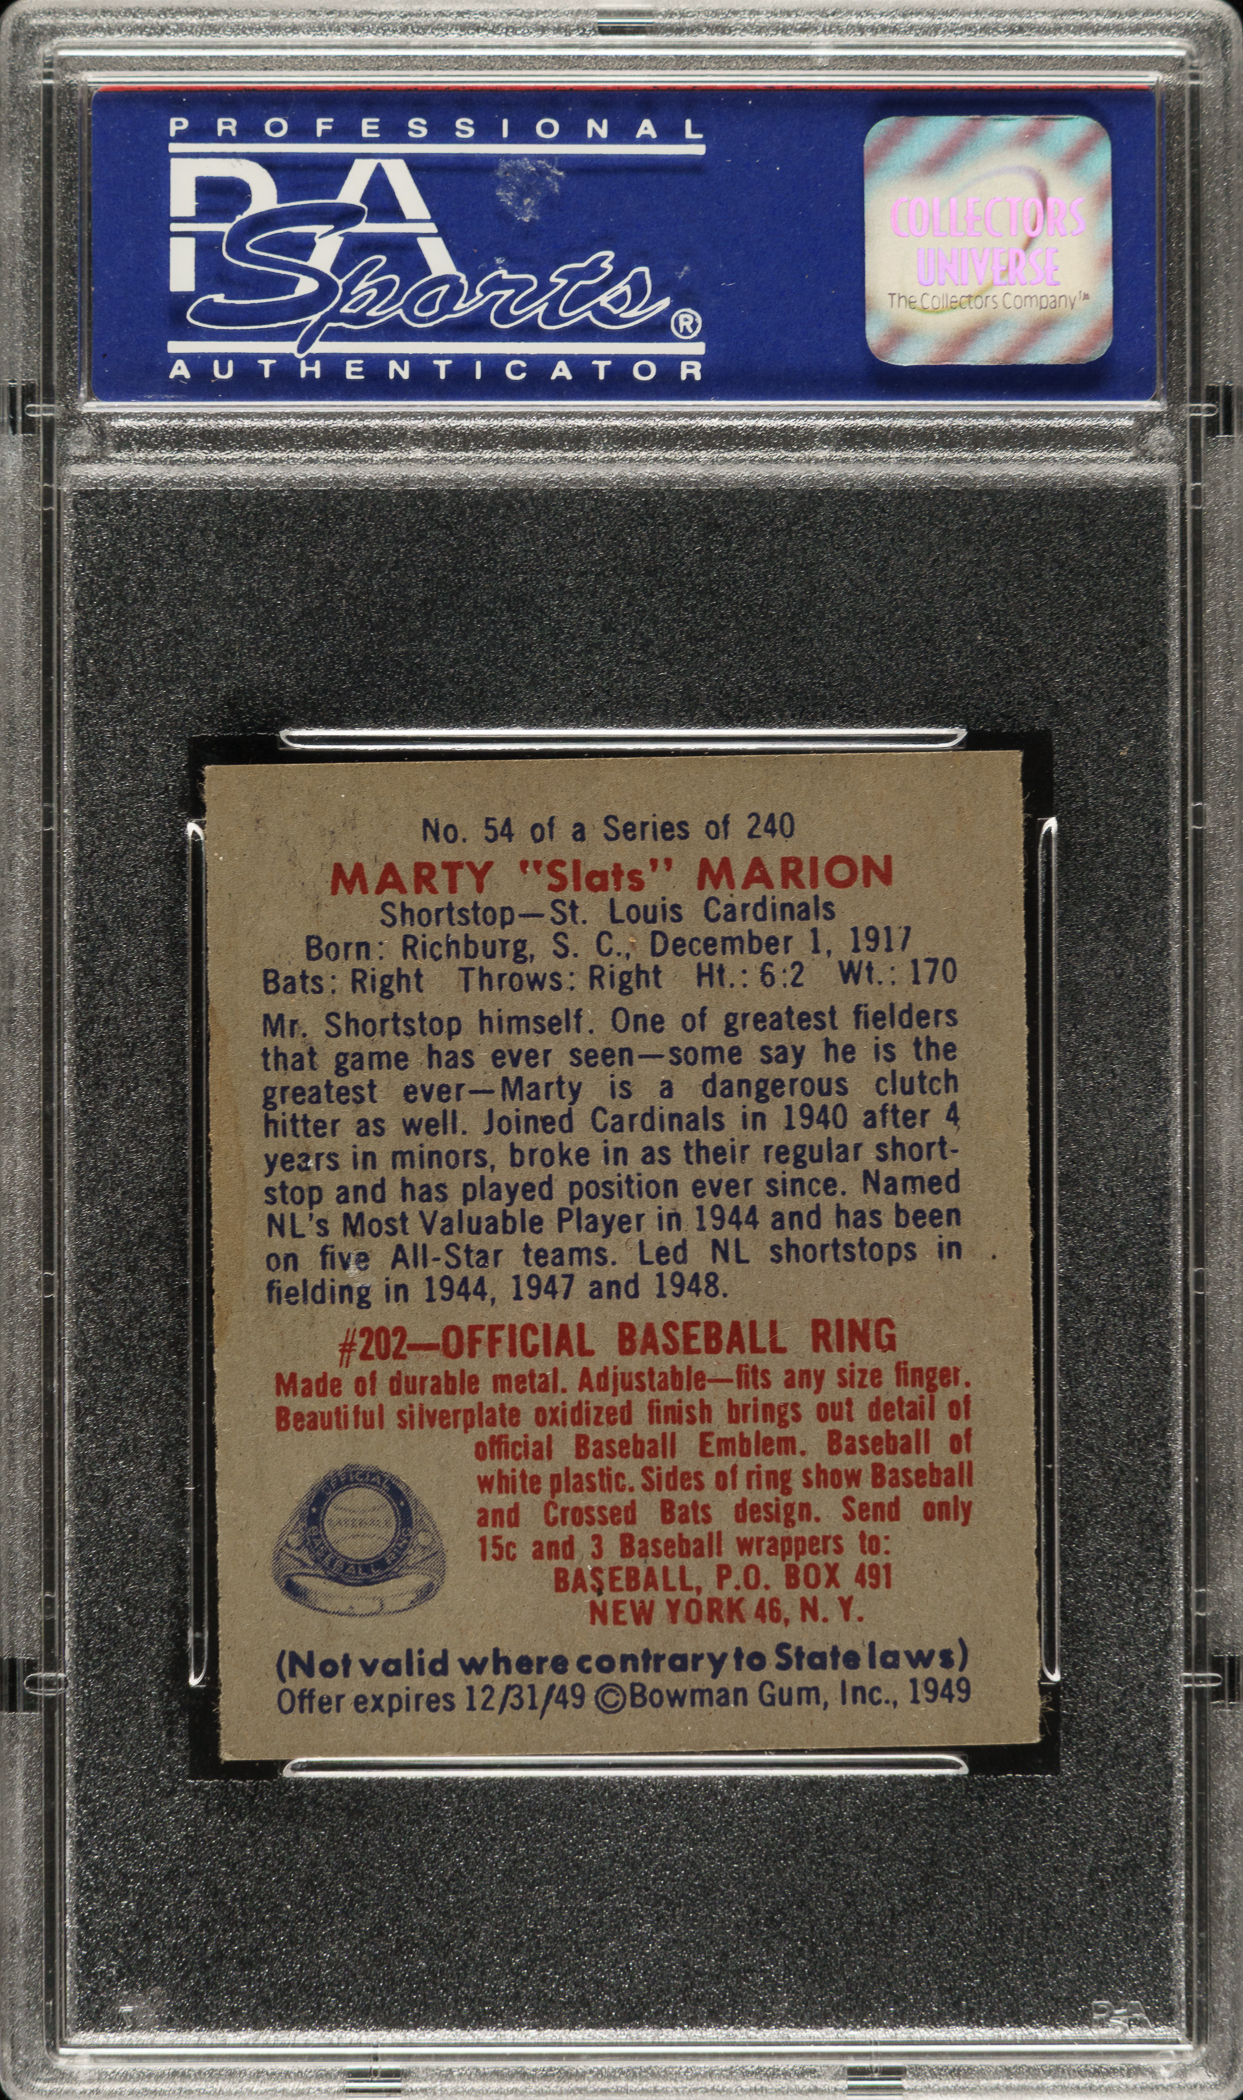 PROFESSIONAL
PSA
Sports®
AUTHENTICATOR
COLLECTORS
UNIVERSE
The Collectors Company™
No. 54 of a Series of 240
MARTY "Slats" MARION
Shortstop—St. Louis Cardinals
Born: Richburg, S. C., December 1, 1917
Bats: Right Throws: Right Ht.: 6:2 Wt.: 170
Mr. Shortstop himself. One of greatest fielders
that game has ever seen—some say he is the
greatest ever—Marty is a dangerous clutch
hitter as well. Joined Cardinals in 1940 after 4
years in minors, broke in as their regular short-
stop and has played position ever since. Named
NL's Most Valuable Player in 1944 and has been
on five All-Star teams. Led NL shortstops in
fielding in 1944, 1947 and 1948.
#202—OFFICIAL BASEBALL RING
Made of durable metal. Adjustable—fits any size finger.
Beautiful silverplate oxidized finish brings out detail of
official Baseball Emblem. Baseball of
white plastic. Sides of ring show Baseball
and Crossed Bats design. Send only
15c and 3 Baseball wrappers to:
BASEBALL, P.O. BOX 491
NEW YORK 46, N. Y.
OFFICIAL
BASEBALL RING
(Not valid where contrary to State laws)
Offer expires 12/31/49 ©Bowman Gum, Inc., 1949
PSA